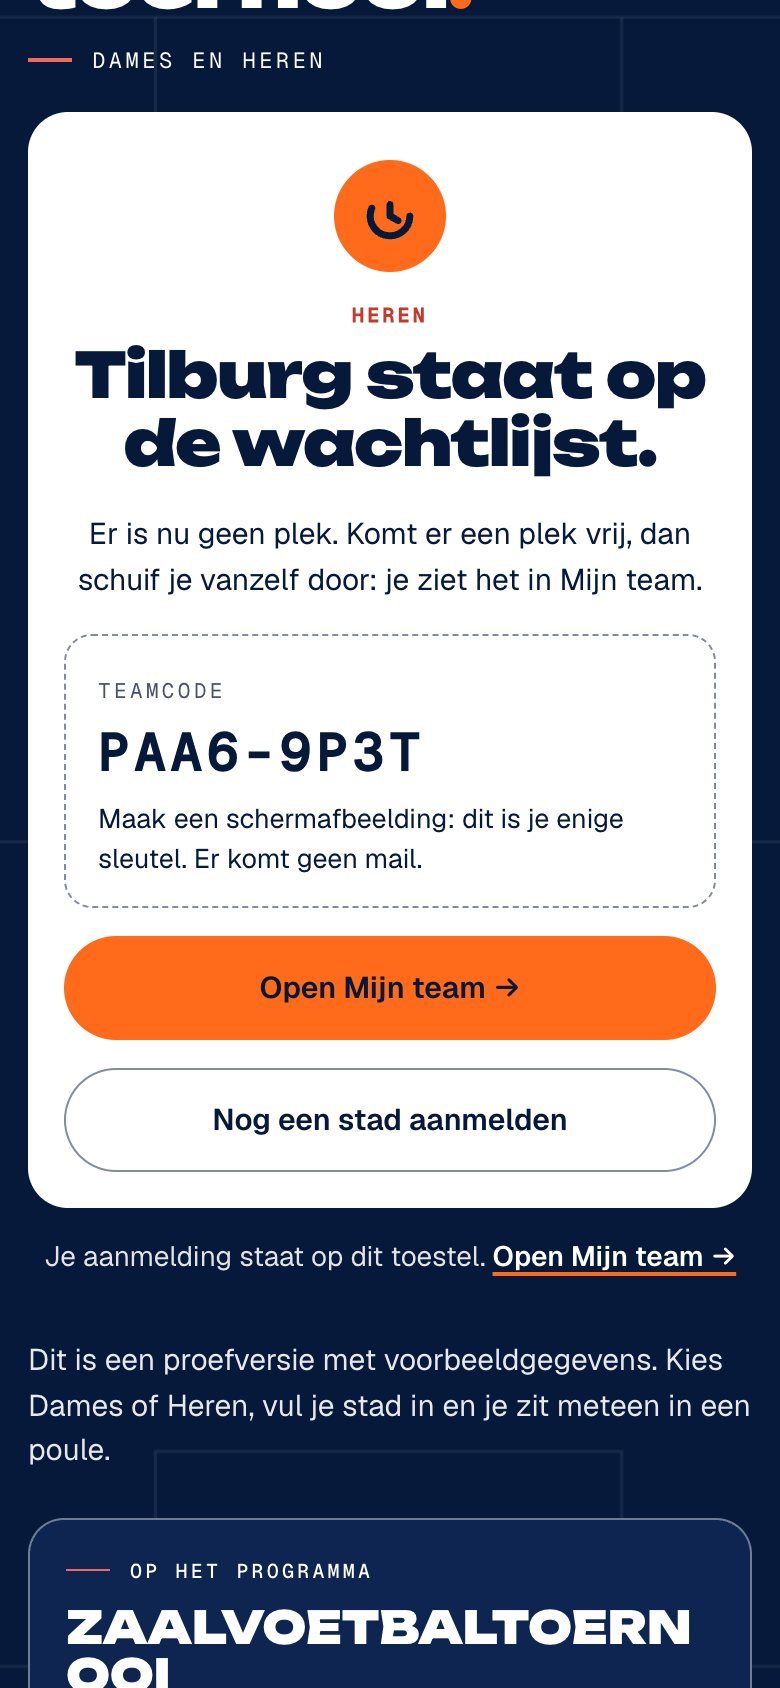 toernooi.
DAMES EN HEREN
HEREN
Tilburg staat op
de wachtlijst.
Er is nu geen plek. Komt er een plek vrij, dan
schuif je vanzelf door: je ziet het in Mijn team.
TEAMCODE
PAA6-9P3T
Maak een schermafbeelding: dit is je enige
sleutel. Er komt geen mail.
Open Mijn team →
Nog een stad aanmelden
Je aanmelding staat op dit toestel. Open Mijn team →
Dit is een proefversie met voorbeeldgegevens. Kies
Dames of Heren, vul je stad in en je zit meteen in een
poule.
OP HET PROGRAMMA
ZAALVOETBALTOERN
OOI